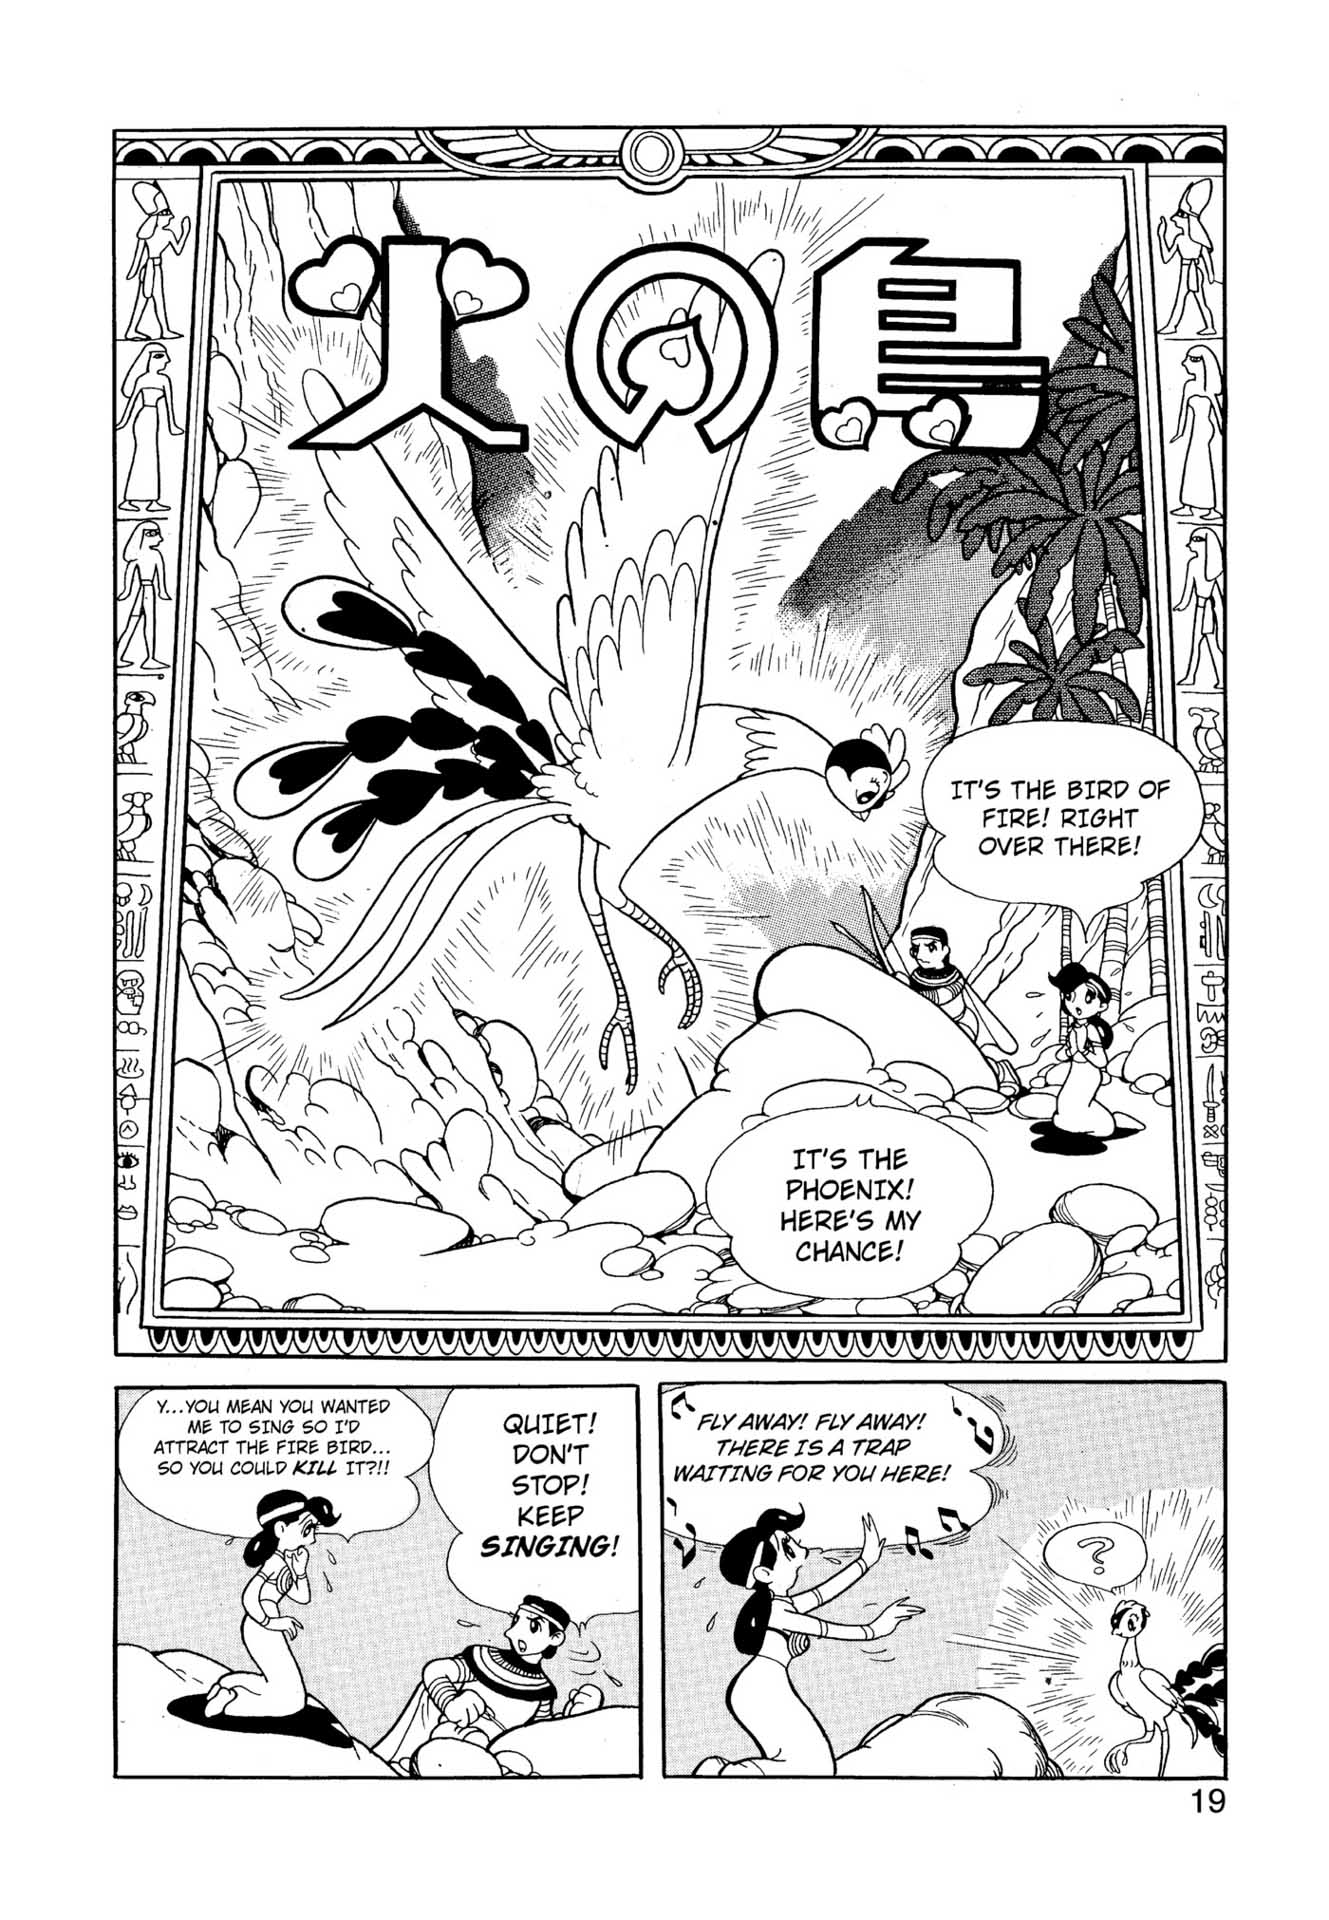 火の鳥
IT'S THE BIRD OF
FIRE! RIGHT
OVER THERE!
IT'S THE
PHOENIX!
HERE'S MY
CHANCE!
Y...YOU MEAN YOU WANTED
ME TO SING SO I'D
ATTRACT THE FIRE BIRD...
SO YOU COULD KILL IT?!!
QUIET!
DON'T
STOP!
KEEP
SINGING!
FLY AWAY! FLY AWAY!
THERE IS A TRAP
WAITING FOR YOU HERE!
?
19